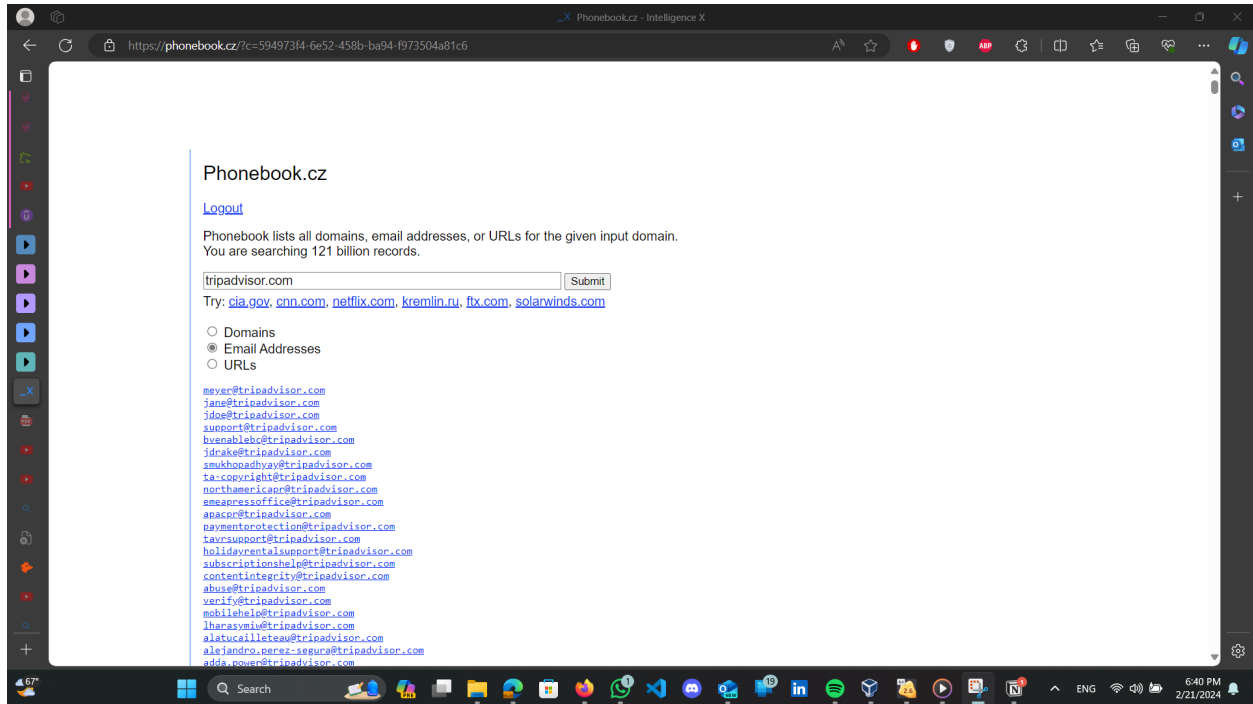 _X Phonebook.cz - Intelligence X
https://phonebook.cz/?c=594973f4-6e52-458b-ba94-f973504a81c6
ABP
Phonebook.cz
Logout
Phonebook lists all domains, email addresses, or URLs for the given input domain.
You are searching 121 billion records.
tripadvisor.com Submit
Try: cia.gov, cnn.com, netflix.com, kremlin.ru, ftx.com, solarwinds.com
Domains
Email Addresses
URLs
meyer@tripadvisor.com
jane@tripadvisor.com
jdoe@tripadvisor.com
support@tripadvisor.com
bvenablebc@tripadvisor.com
jdrake@tripadvisor.com
smukhopadhyay@tripadvisor.com
ta-copyright@tripadvisor.com
northamericapr@tripadvisor.com
emeapressoffice@tripadvisor.com
apacpr@tripadvisor.com
paymentprotection@tripadvisor.com
tavrsupport@tripadvisor.com
holidayrentalsupport@tripadvisor.com
subscriptionshelp@tripadvisor.com
contentintegrity@tripadvisor.com
abuse@tripadvisor.com
verify@tripadvisor.com
mobilehelp@tripadvisor.com
lharasymiw@tripadvisor.com
alatucailleteau@tripadvisor.com
alejandro.perez-segura@tripadvisor.com
adda.power@tripadvisor.com
67°
Search
PRE
1
19
in
ENG
6:40 PM
2/21/2024